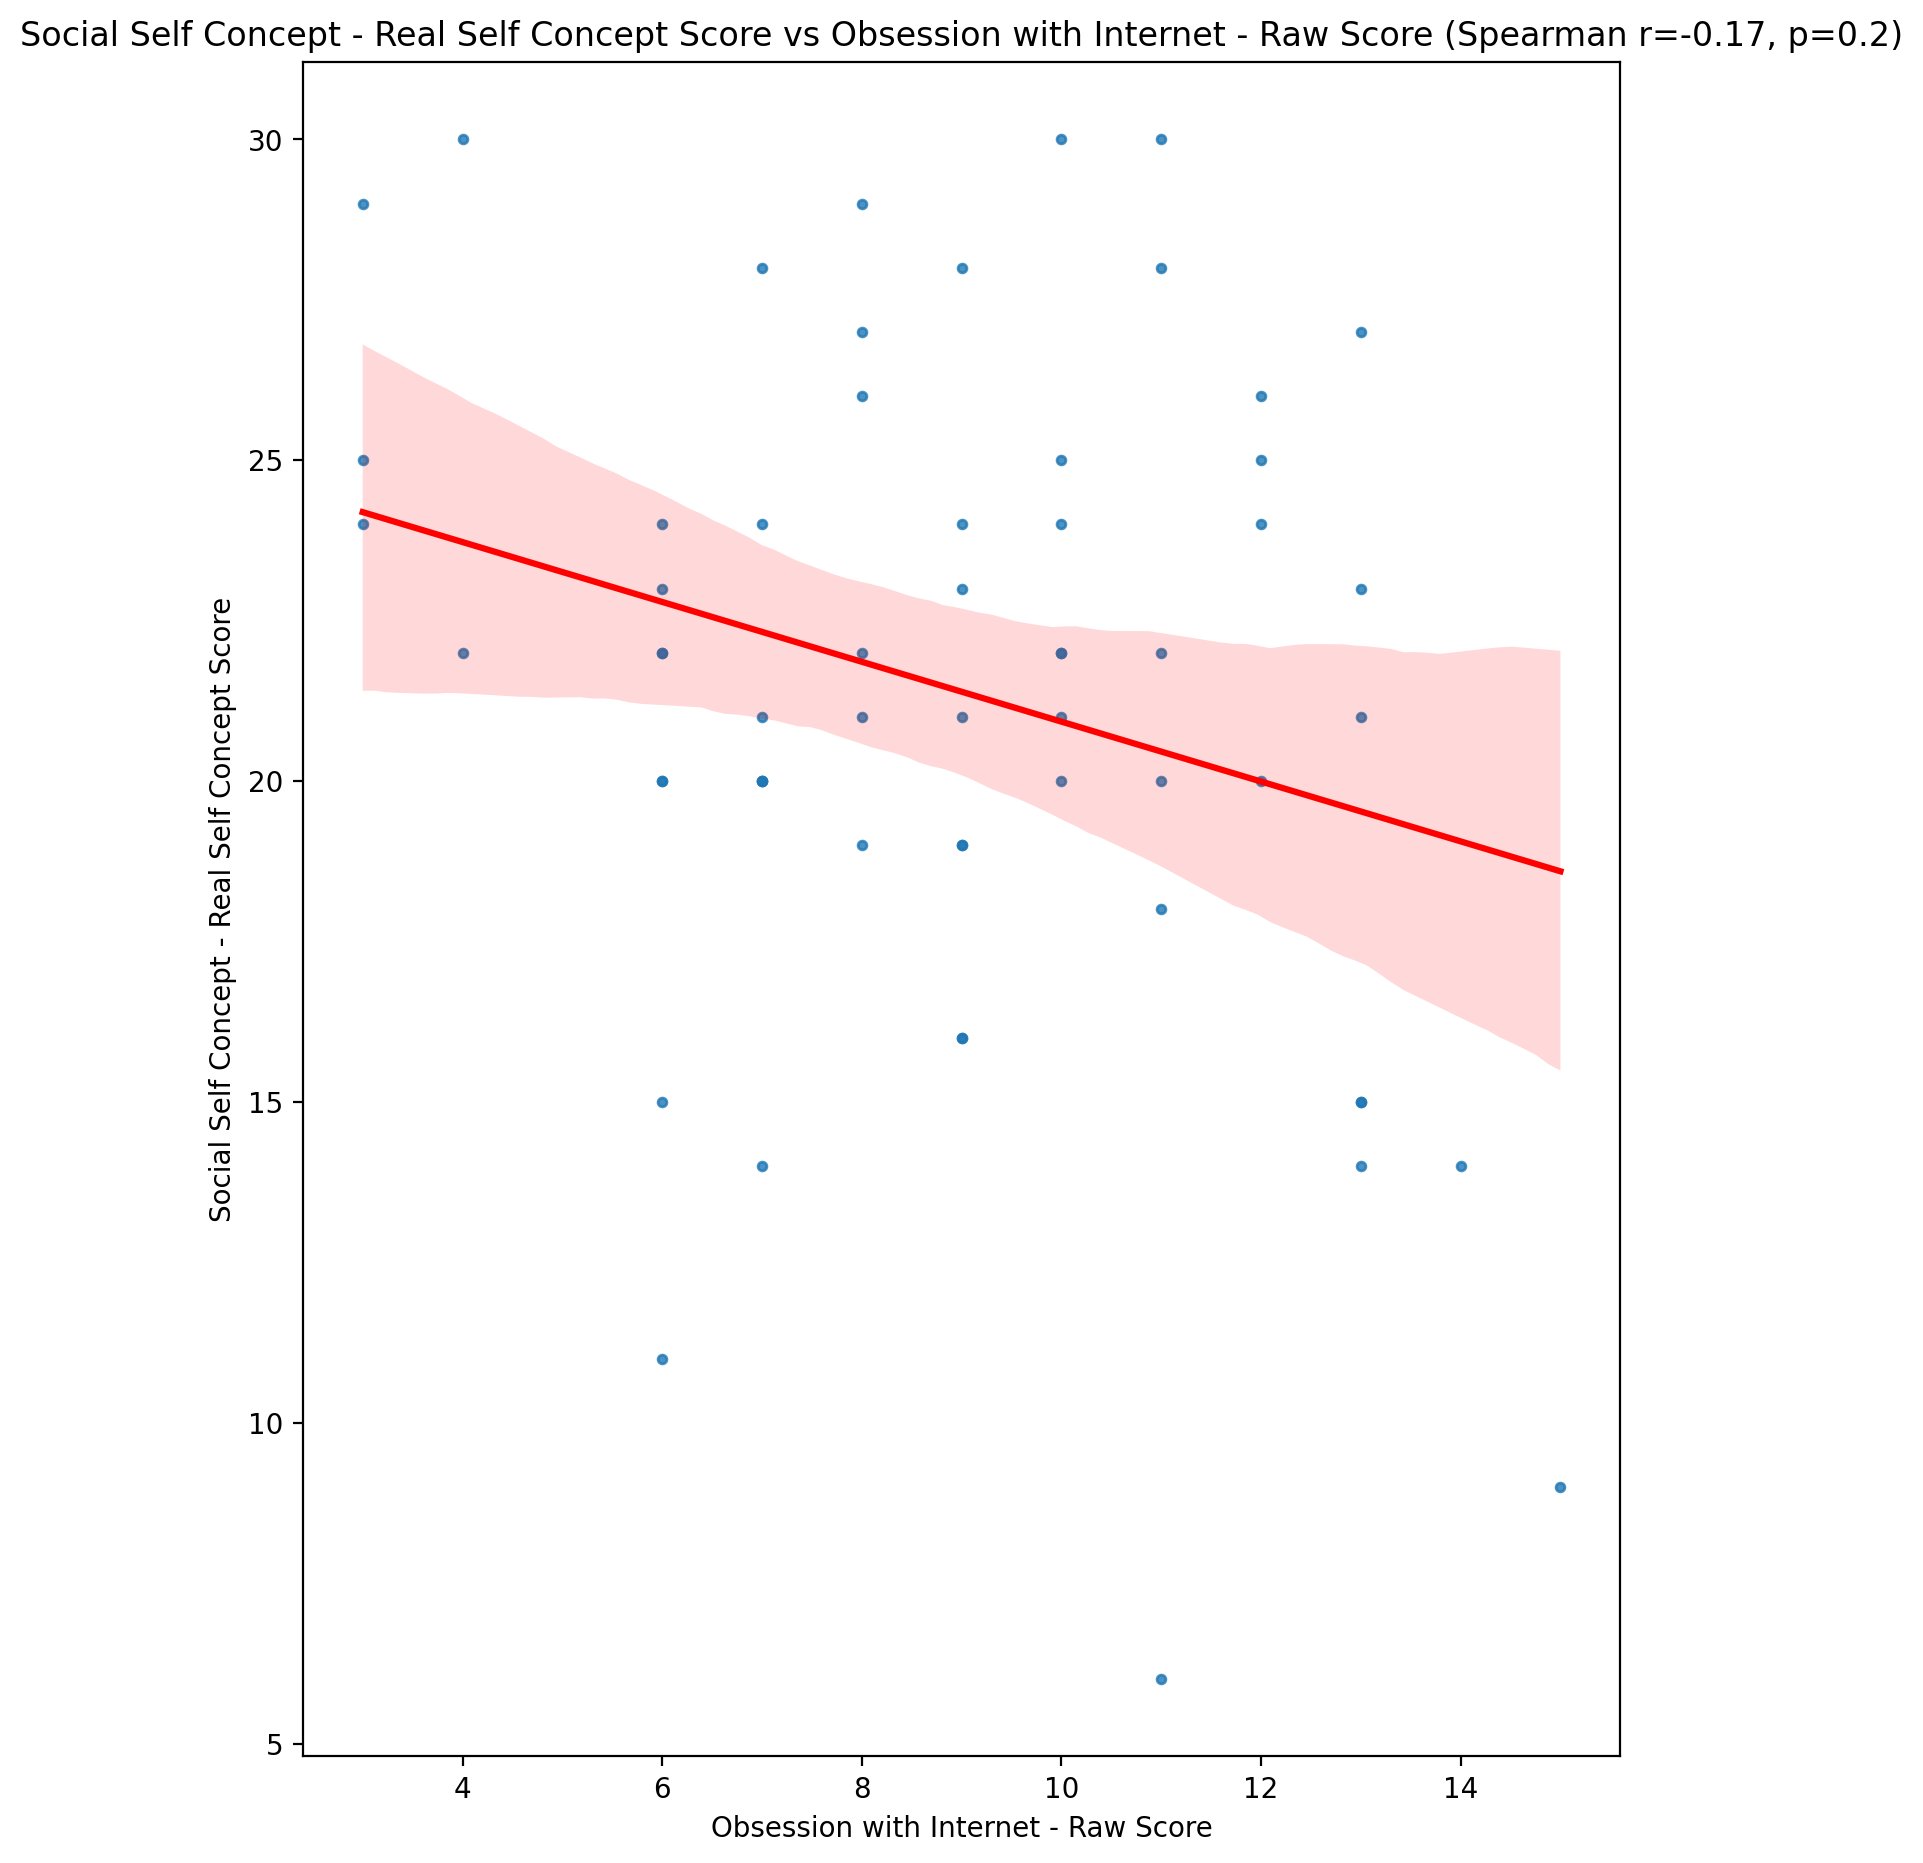 Social Self Concept - Real Self Concept Score vs Obsession with Internet - Raw Score (Spearman r=-0.17, p=0.2)
30
25
20
15
10
5
Social Self Concept - Real Self Concept Score
4 6 8 10 12 14
Obsession with Internet - Raw Score